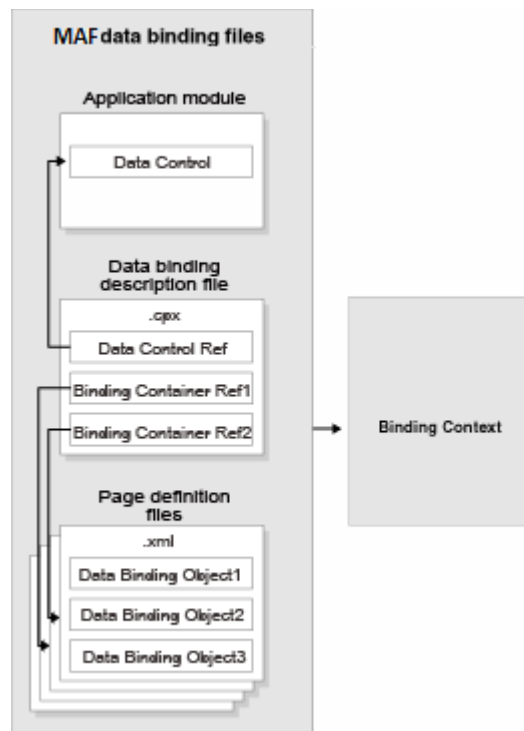 MAF data binding files
Application module
Data Control
Data binding
description file
.cpx
Data Control Ref
Binding Container Ref1
Binding Container Ref2
Binding Context
Page definition
files
.xml
Data Binding Object1
Data Binding Object2
Data Binding Object3